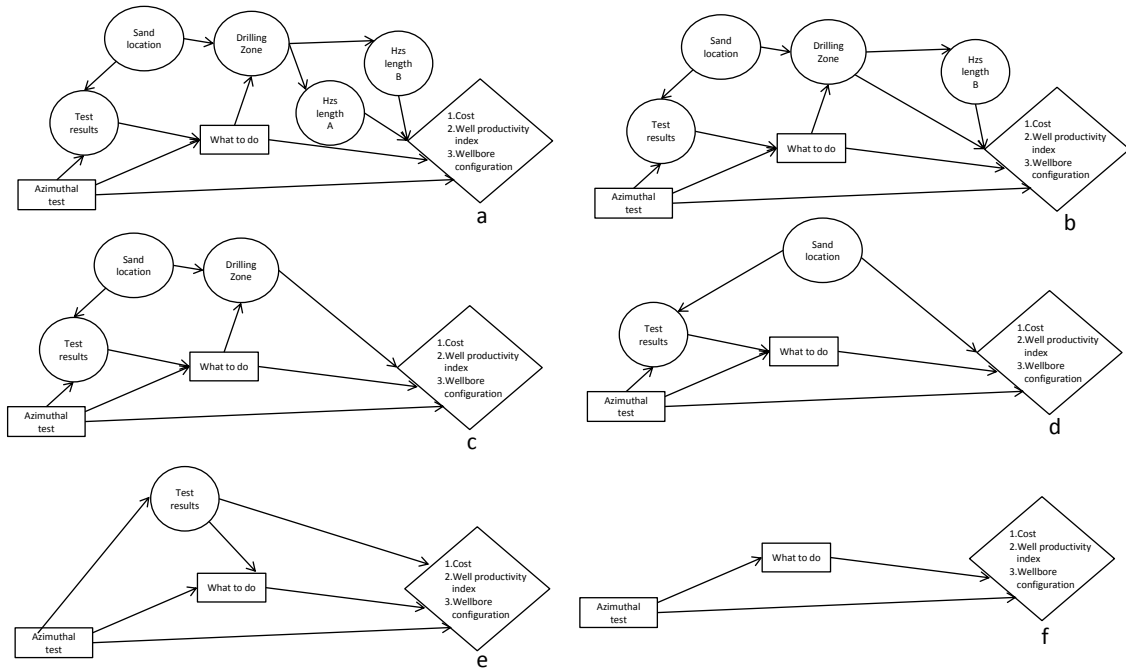 Sand
location
Drilling
Zone
Hzs
length
B
Hzs
length
A
Test
results
What to do
Azimuthal
test
1.Cost
2.Well productivity
index
3.Wellbore
configuration
a
Sand
location
Drilling
Zone
Hzs
length
B
Test
results
What to do
Azimuthal
test
1.Cost
2.Well productivity
index
3.Wellbore
configuration
b
Sand
location
Drilling
Zone
Test
results
What to do
Azimuthal
test
1.Cost
2.Well productivity
index
3.Wellbore
configuration
c
Sand
location
Test
results
What to do
Azimuthal
test
1.Cost
2.Well productivity
index
3.Wellbore
configuration
d
Test
results
What to do
Azimuthal
test
1.Cost
2.Well productivity
index
3.Wellbore
configuration
e
What to do
Azimuthal
test
1.Cost
2.Well productivity
index
3.Wellbore
configuration
f